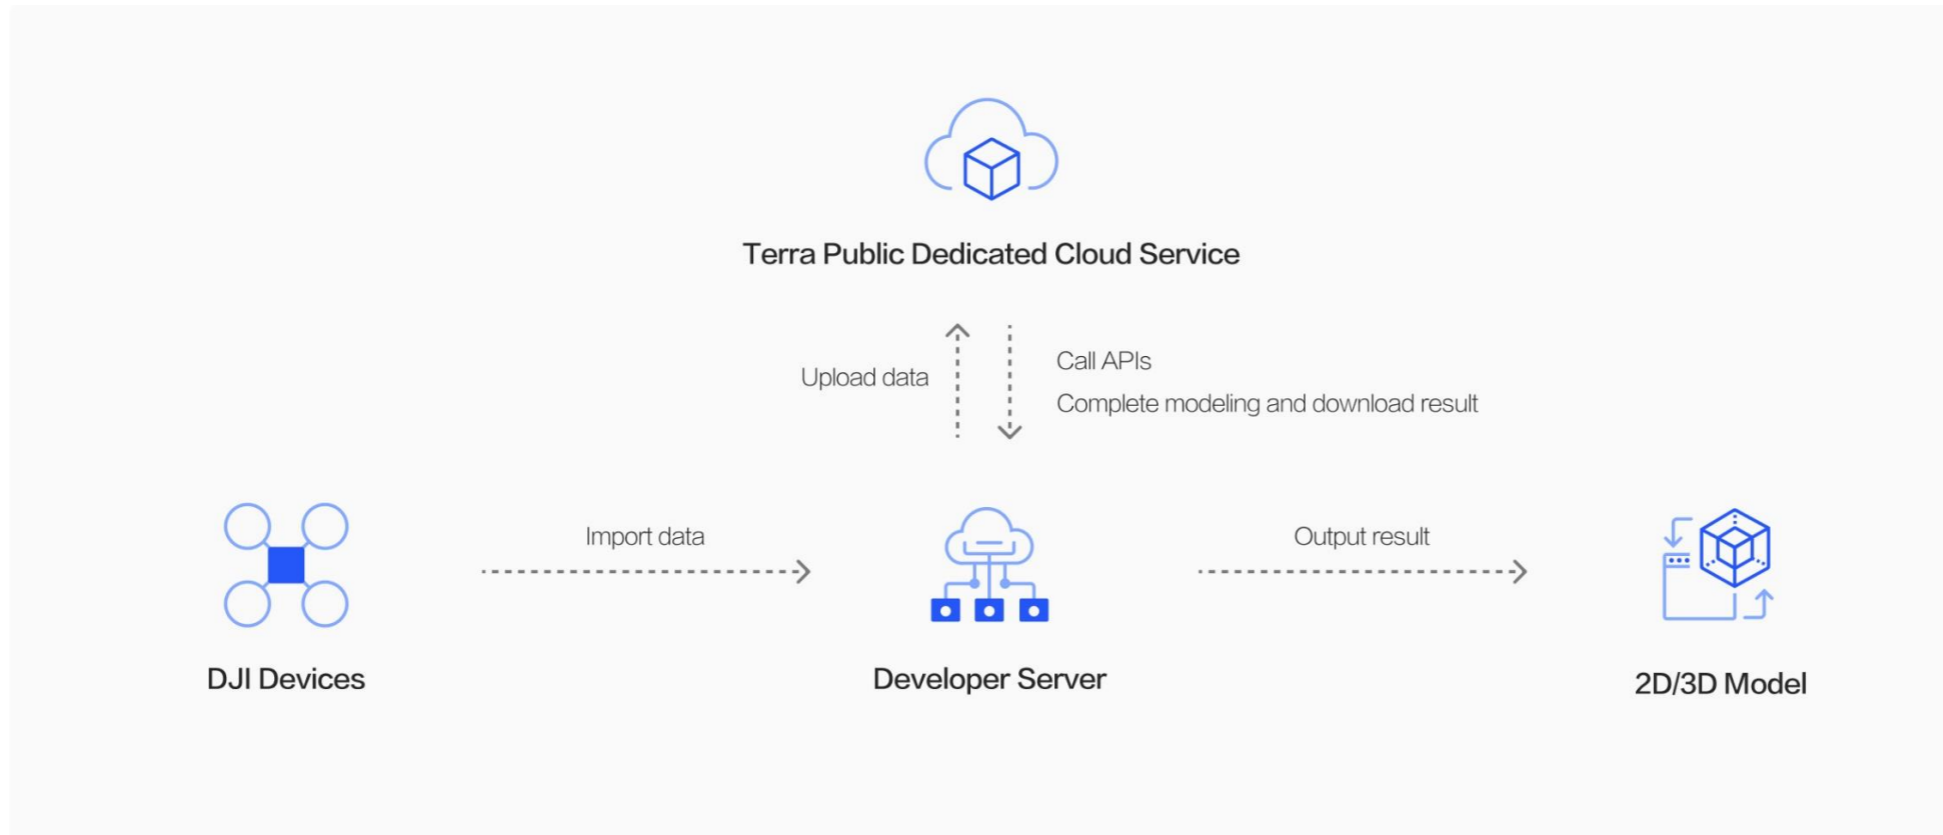 Terra Public Dedicated Cloud Service
Upload data
Call APIs
Complete modeling and download result
Import data
Output result
DJI Devices
Developer Server
2D/3D Model